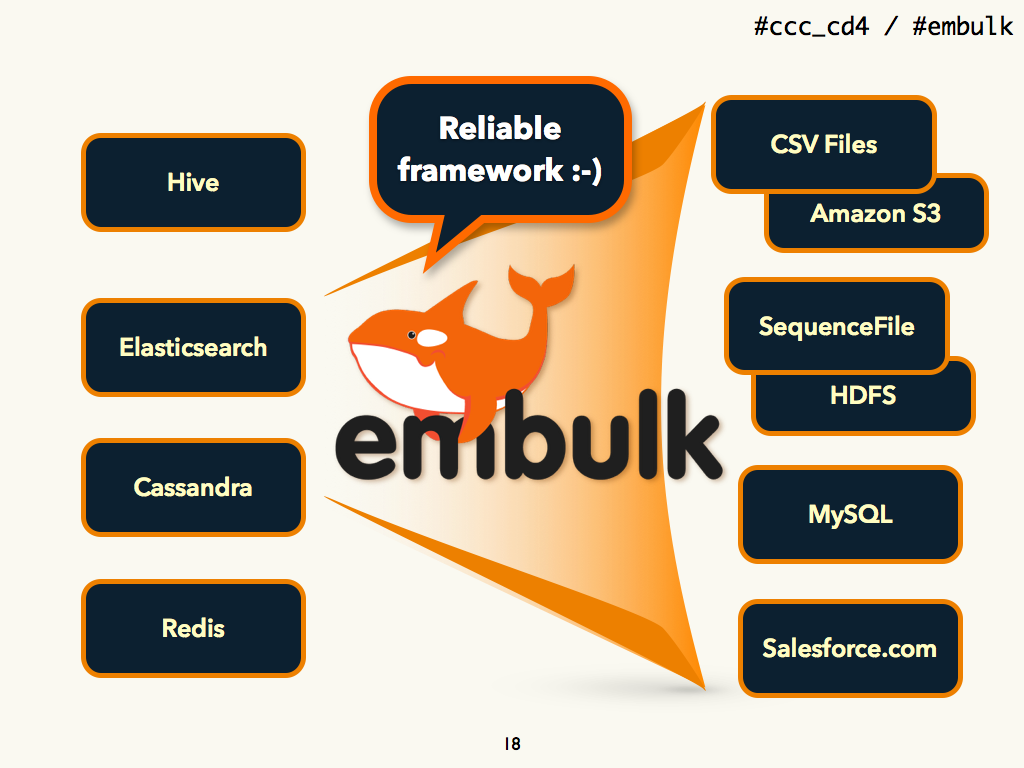 #ccc_cd4 / #embulk
Reliable
framework :-)
Hive
Elasticsearch
Cassandra
Redis
embulk
CSV Files
Amazon S3
SequenceFile
HDFS
MySQL
Salesforce.com
18